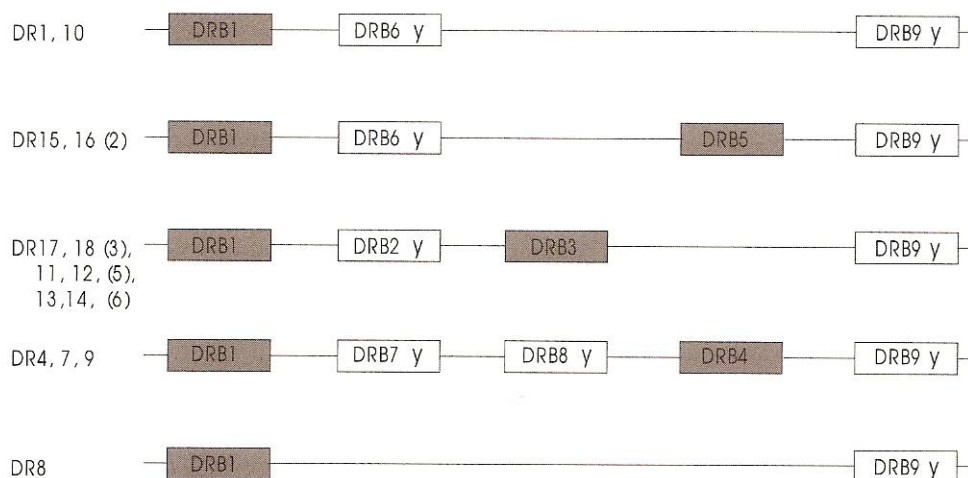 DR1, 10 DRB1 DRB6 y DRB9 y
DR15, 16 (2) DRB1 DRB6 y DRB5 DRB9 y
DR17, 18 (3), DRB1 DRB2 y DRB3 DRB9 y
11, 12, (5),
13,14, (6)
DR4, 7, 9 DRB1 DRB7 y DRB8 y DRB4 DRB9 y
DR8 DRB1 DRB9 y